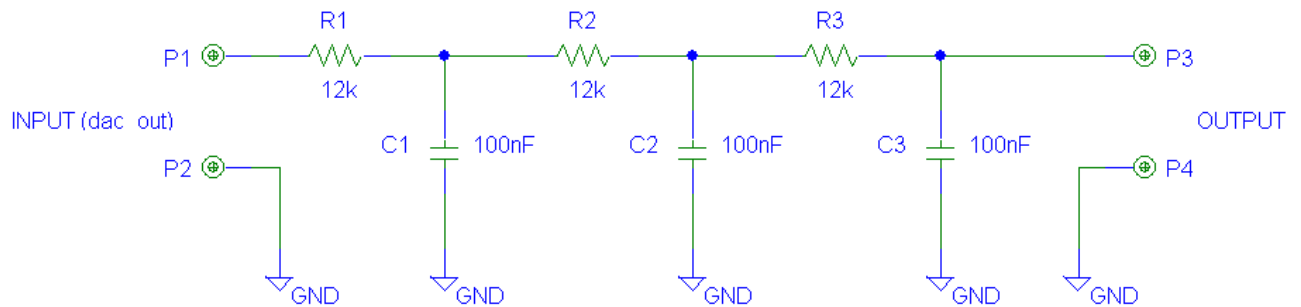 R1
R2
R3
P1
P3
12k
12k
12k
INPUT (dac out)
OUTPUT
C1
100nF
C2
100nF
C3
100nF
P2
P4
GND
GND
GND
GND
GND